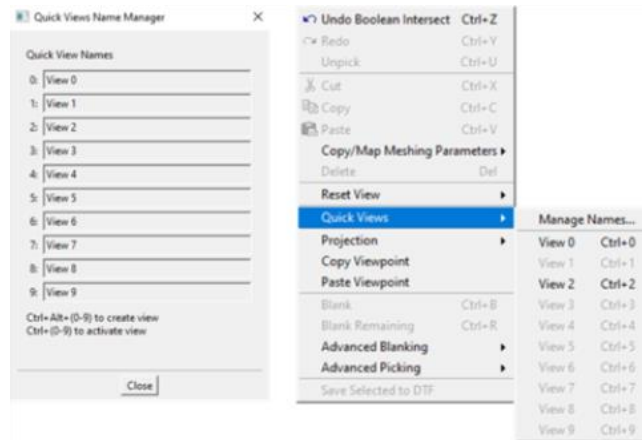 Quick Views Name Manager
Quick View Names
0: View 0
1: View 1
2: View 2
3: View 3
4: View 4
5: View 5
6: View 6
7: View 7
8: View 8
9: View 9
Ctrl+Alt+(0-9) to create view
Ctrl+(0-9) to activate view
Close
Undo Boolean Intersect Ctrl+Z
Redo Ctrl+Y
Unpick Ctrl+U
Cut Ctrl+X
Copy Ctrl+C
Paste Ctrl+V
Copy/Map Meshing Parameters
Delete Del
Reset View
Quick Views
Projection
Copy Viewpoint
Paste Viewpoint
Blank Ctrl+B
Blank Remaining Ctrl+R
Advanced Blanking
Advanced Picking
Save Selected to DTF
Manage Names...
View 0 Ctrl+0
View 1 Ctrl+1
View 2 Ctrl+2
View 3 Ctrl+3
View 4 Ctrl+4
View 5 Ctrl+5
View 6 Ctrl+6
View 7 Ctrl+7
View 8 Ctrl+8
View 9 Ctrl+9